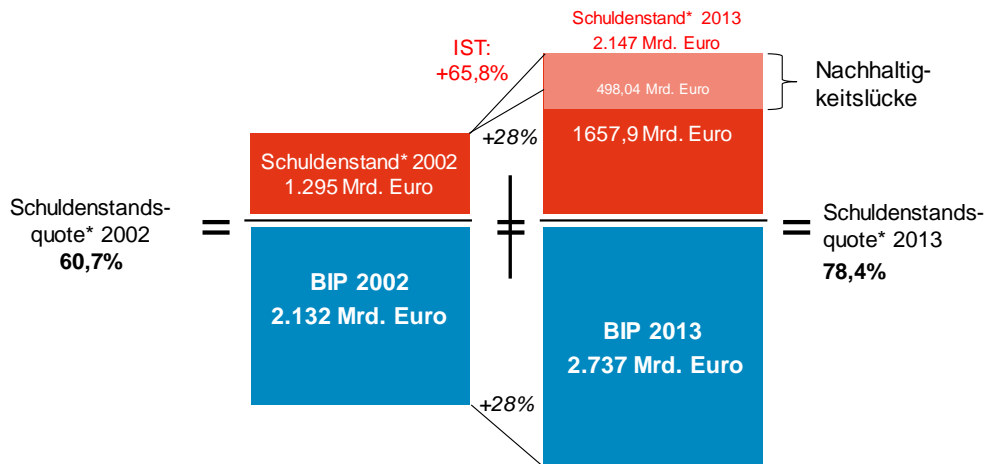 Schuldenstand* 2013
2.147 Mrd. Euro
IST:
+65,8%
498,04 Mrd. Euro
Nachhaltig-
keitslücke
+28%
1657,9 Mrd. Euro
Schuldenstand* 2002
1.295 Mrd. Euro
Schuldenstands-
quote* 2002
60,7%
=
≠
=
Schuldenstands-
quote* 2013
78,4%
BIP 2002
2.132 Mrd. Euro
BIP 2013
2.737 Mrd. Euro
+28%